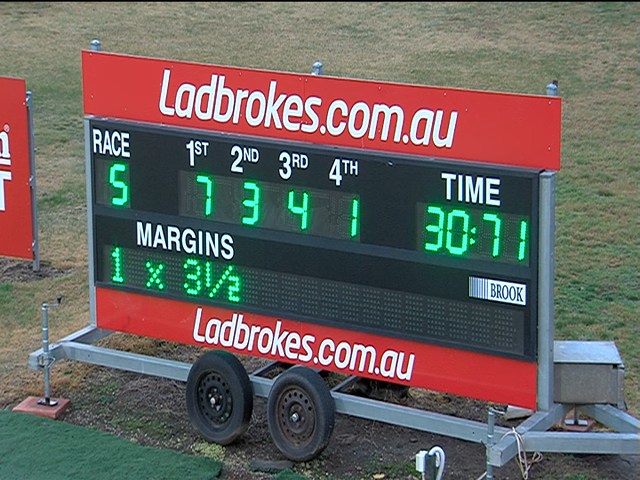 Ladbrokes.com.au
RACE 1ST 2ND 3RD 4TH TIME
5 7 3 4 1 30:71
MARGINS
1 x 3½
BROOK
Ladbrokes.com.au